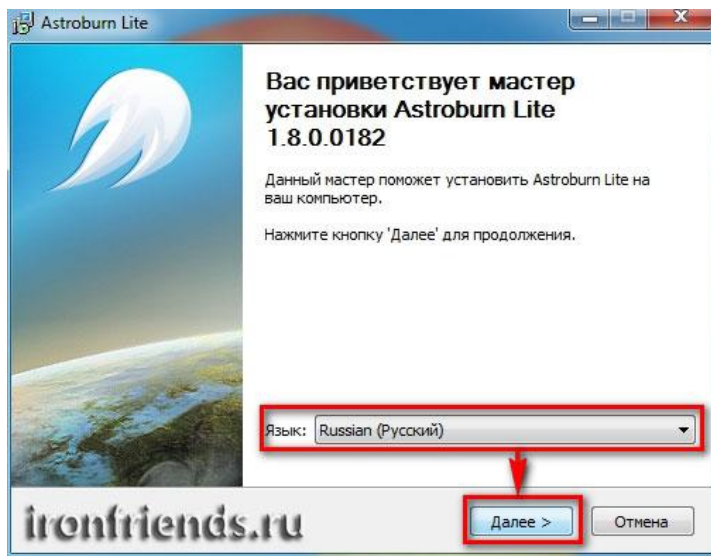 Astroburn Lite
Вас приветствует мастер
установки Astroburn Lite
1.8.0.0182
Данный мастер поможет установить Astroburn Lite на
ваш компьютер.
Нажмите кнопку 'Далее' для продолжения.
Язык: Russian (Русский)
ironfriends.ru
Далее >
Отмена